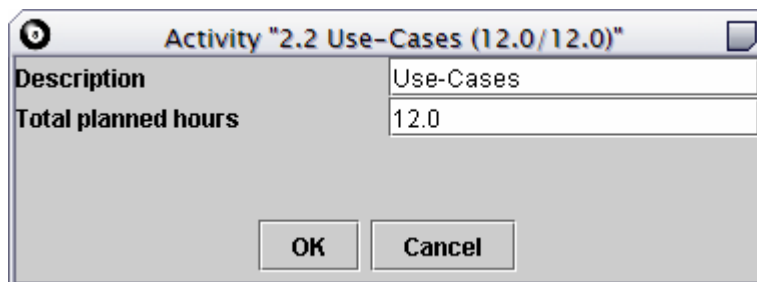 Activity "2.2 Use-Cases (12.0/12.0)"
Description Use-Cases
Total planned hours 12.0
OK Cancel